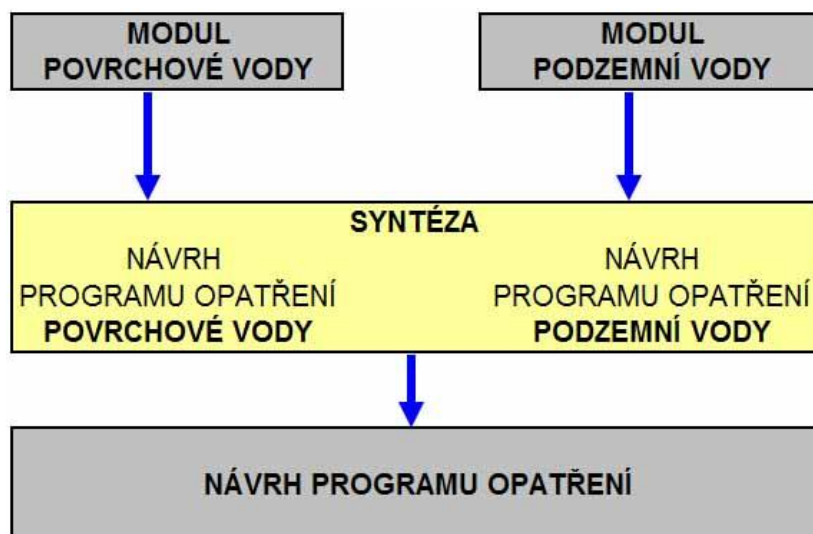 MODUL
POVRCHOVÉ VODY
MODUL
PODZEMNÍ VODY
SYNTÉZA
NÁVRH
PROGRAMU OPATŘENÍ
POVRCHOVÉ VODY
NÁVRH
PROGRAMU OPATŘENÍ
PODZEMNÍ VODY
NÁVRH PROGRAMU OPATŘENÍ